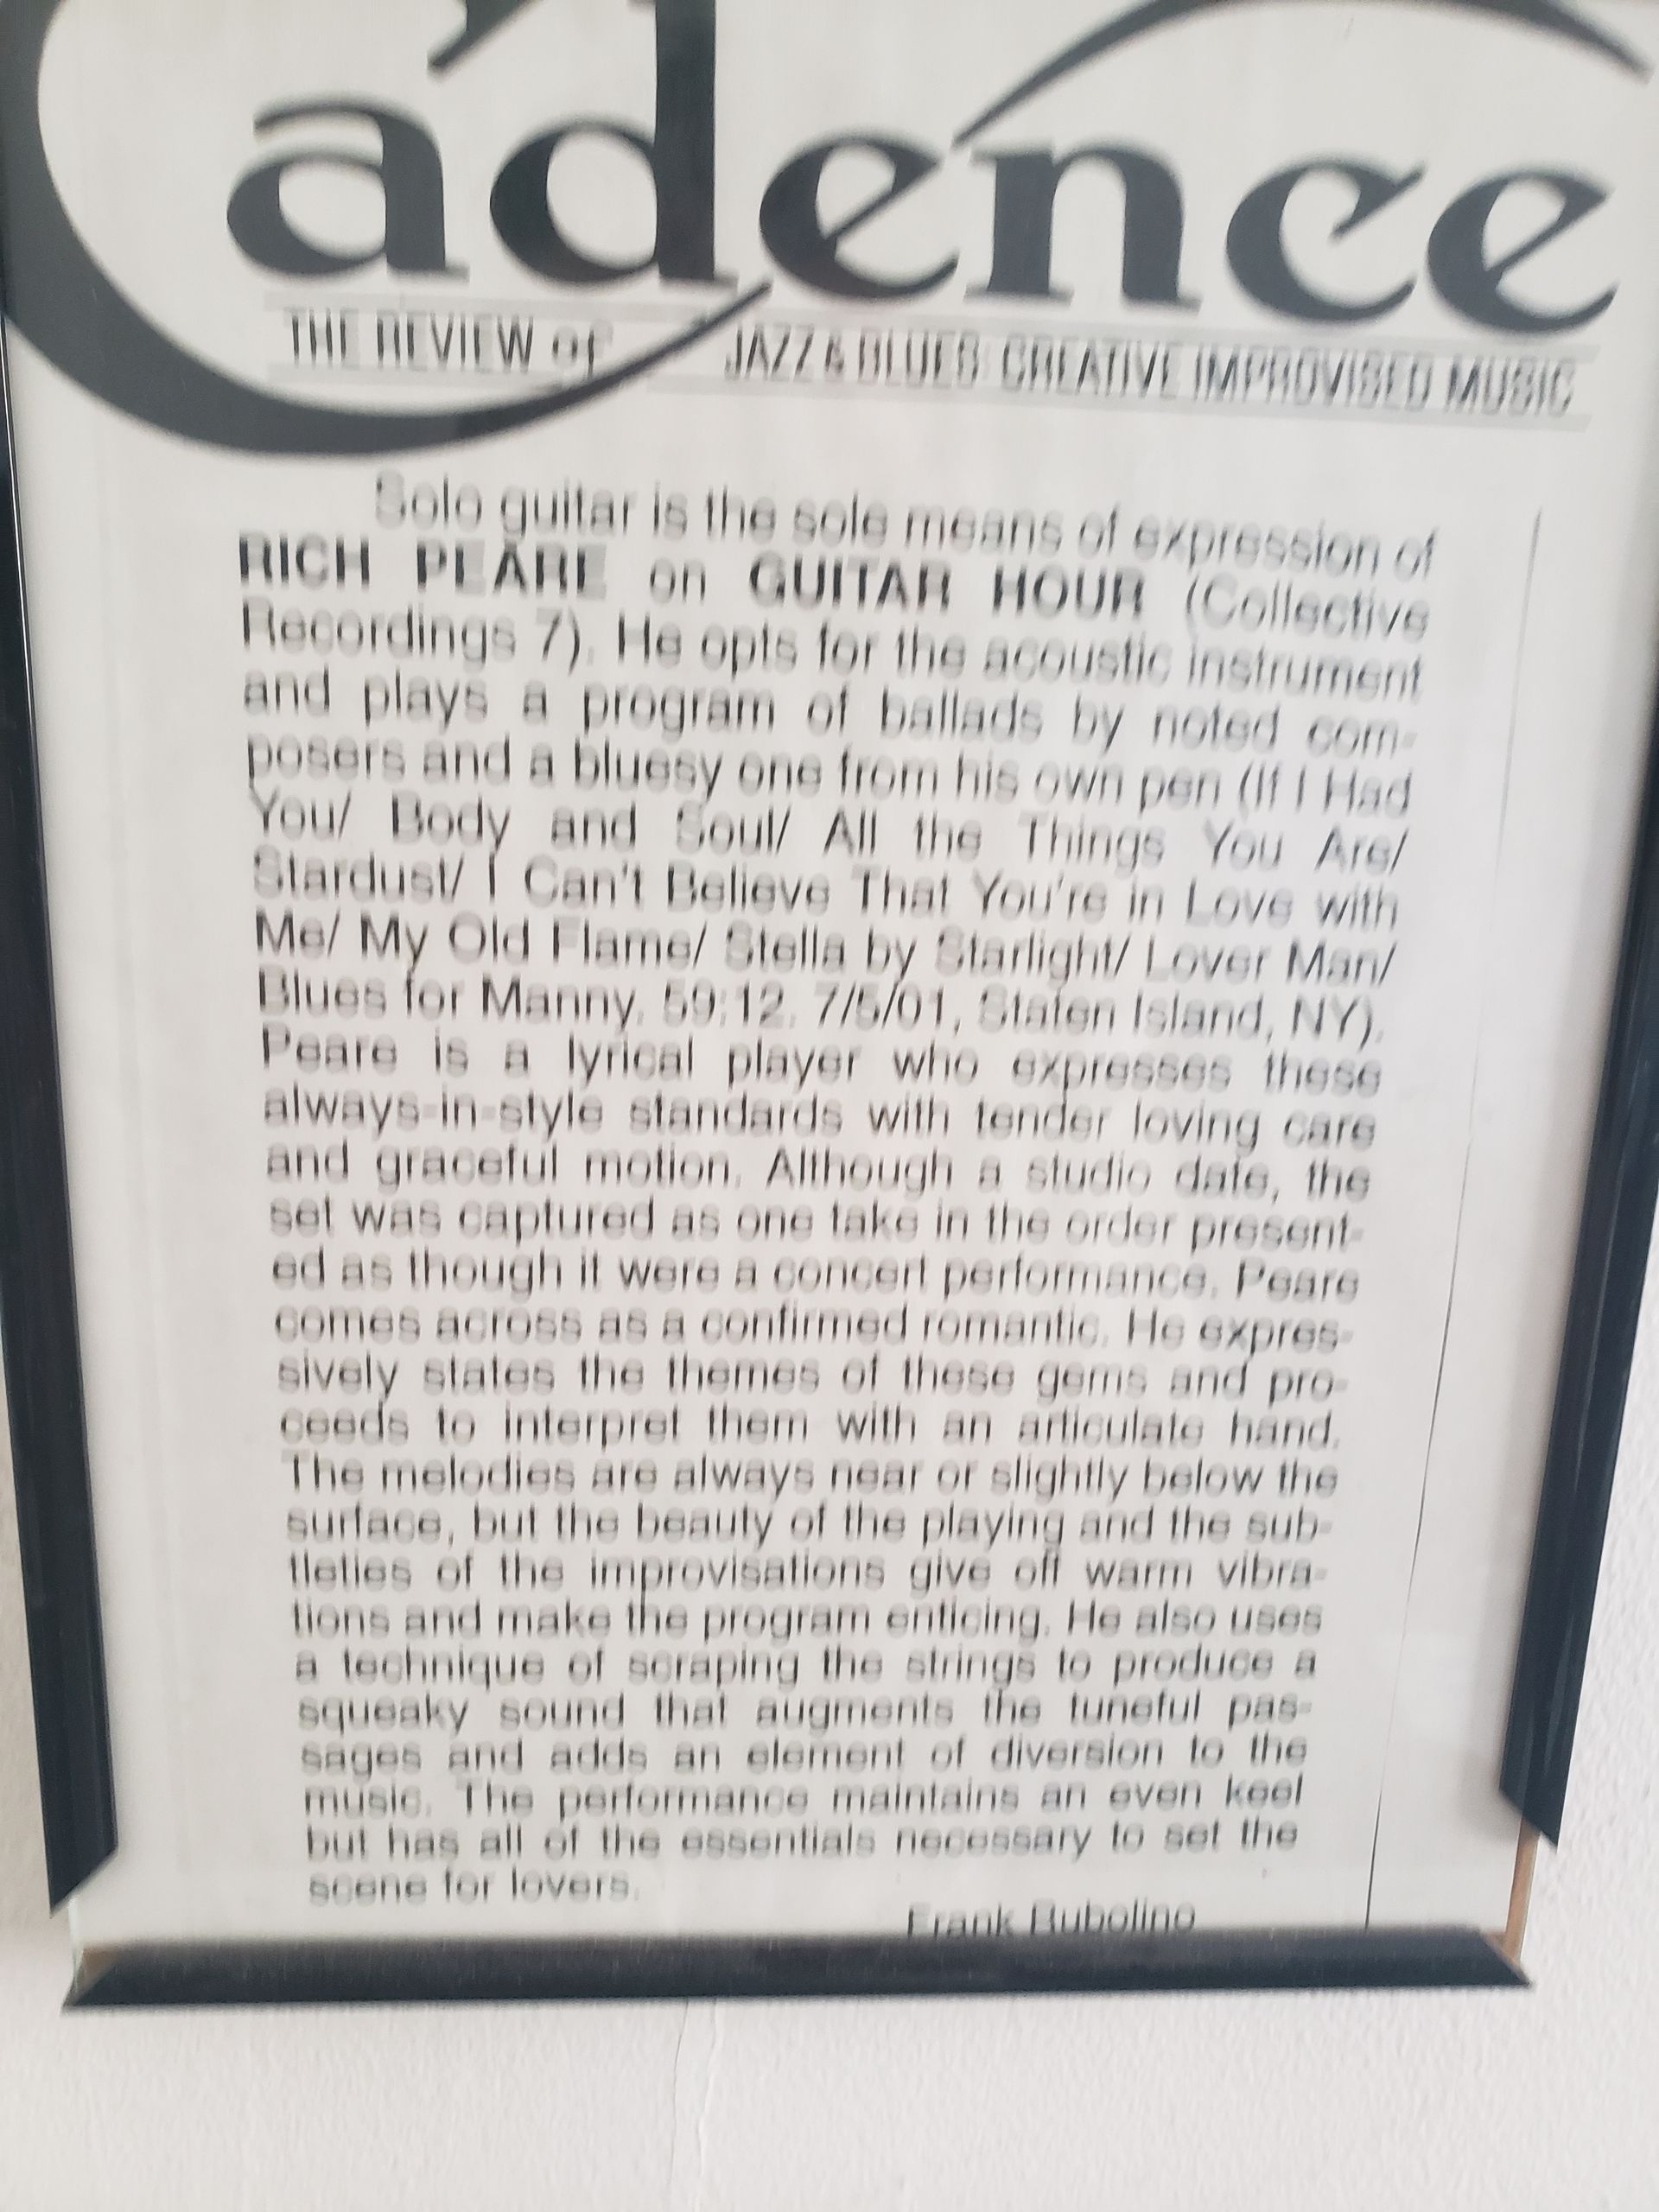 Cadence
THE REVIEW of JAZZ & BLUES: CREATIVE IMPROVISED MUSIC
Solo guitar is the sole means of expression of
RICH PEARE on GUITAR HOUR (Collective
Recordings 7). He opts for the acoustic instrument
and plays a program of ballads by noted com-
posers and a bluesy one from his own pen (If I Had
You/ Body and Soul/ All the Things You Are/
Stardust/ I Can't Believe That You're in Love with
Me/ My Old Flame/ Stella by Starlight/ Lover Man/
Blues for Manny. 59:12. 7/5/01, Staten Island, NY).
Peare is a lyrical player who expresses these
always-in-style standards with tender loving care
and graceful motion. Although a studio date, the
set was captured as one take in the order present-
ed as though it were a concert performance. Peare
comes across as a confirmed romantic. He expres-
sively states the themes of these gems and pro-
ceeds to interpret them with an articulate hand.
The melodies are always near or slightly below the
surface, but the beauty of the playing and the sub-
tleties of the improvisations give off warm vibra-
tions and make the program enticing. He also uses
a technique of scraping the strings to produce a
squeaky sound that augments the tuneful pas-
sages and adds an element of diversion to the
music. The performance maintains an even keel
but has all of the essentials necessary to set the
scene for lovers.
Frank Rubolino